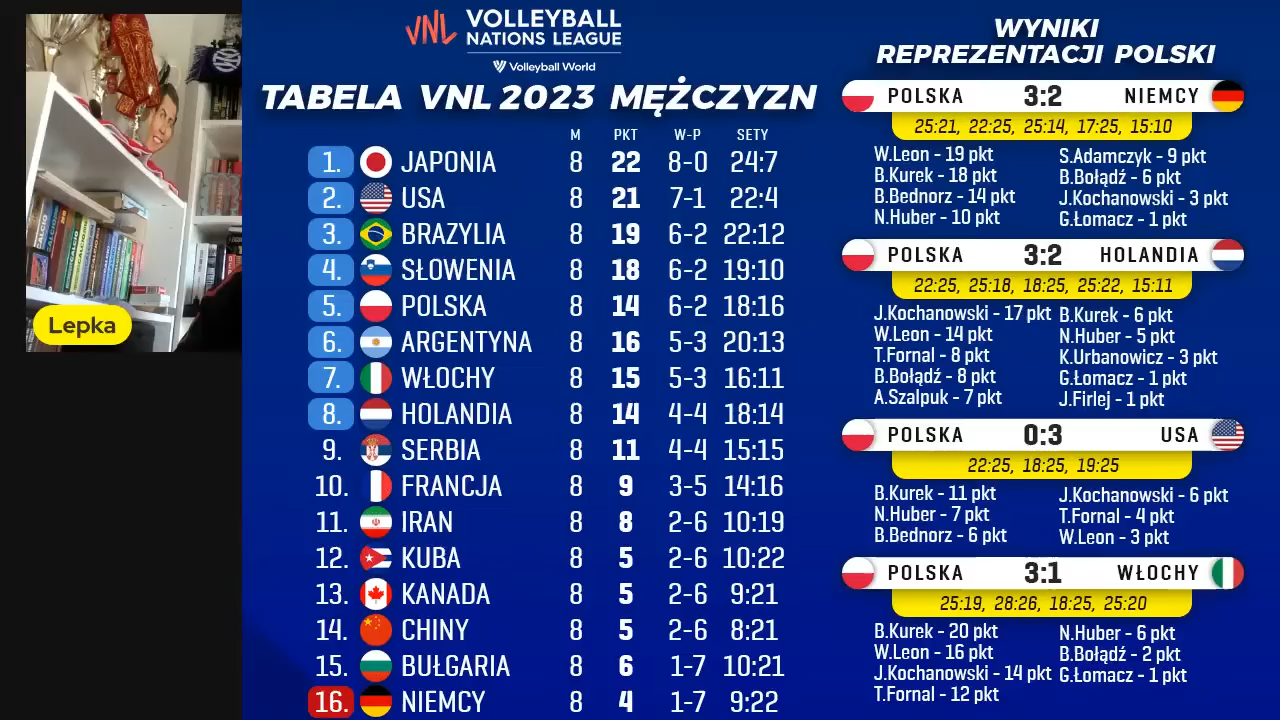 Lepka
VNL
VOLLEYBALL
NATIONS LEAGUE
Volleyball World
TABELA VNL 2023 MĘŻCZYZN
M PKT W-P SETY
1. JAPONIA 8 22 8-0 24:7
2. USA 8 21 7-1 22:4
3. BRAZYLIA 8 19 6-2 22:12
4. SŁOWENIA 8 18 6-2 19:10
5. POLSKA 8 14 6-2 18:16
6. ARGENTYNA 8 16 5-3 20:13
7. WŁOCHY 8 15 5-3 16:11
8. HOLANDIA 8 14 4-4 18:14
9. SERBIA 8 11 4-4 15:15
10. FRANCJA 8 9 3-5 14:16
11. IRAN 8 8 2-6 10:19
12. KUBA 8 5 2-6 10:22
13. KANADA 8 5 2-6 9:21
14. CHINY 8 5 2-6 8:21
15. BUŁGARIA 8 6 1-7 10:21
16. NIEMCY 8 4 1-7 9:22
WYNIKI
REPREZENTACJI POLSKI
POLSKA 3:2 NIEMCY
25:21, 22:25, 25:14, 17:25, 15:10
W.Leon - 19 pkt S.Adamczyk - 9 pkt
B.Kurek - 18 pkt B.Bołądź - 6 pkt
B.Bednorz - 14 pkt J.Kochanowski - 3 pkt
N.Huber - 10 pkt G.Łomacz - 1 pkt
POLSKA 3:2 HOLANDIA
22:25, 25:18, 18:25, 25:22, 15:11
J.Kochanowski - 17 pkt B.Kurek - 6 pkt
W.Leon - 14 pkt N.Huber - 5 pkt
T.Fornal - 8 pkt K.Urbanowicz - 3 pkt
B.Bołądź - 8 pkt G.Łomacz - 1 pkt
A.Szalpuk - 7 pkt J.Firlej - 1 pkt
POLSKA 0:3 USA
22:25, 18:25, 19:25
B.Kurek - 11 pkt J.Kochanowski - 6 pkt
N.Huber - 7 pkt T.Fornal - 4 pkt
B.Bednorz - 6 pkt W.Leon - 3 pkt
POLSKA 3:1 WŁOCHY
25:19, 28:26, 18:25, 25:20
B.Kurek - 20 pkt N.Huber - 6 pkt
W.Leon - 16 pkt B.Bołądź - 2 pkt
J.Kochanowski - 14 pkt G.Łomacz - 1 pkt
T.Fornal - 12 pkt